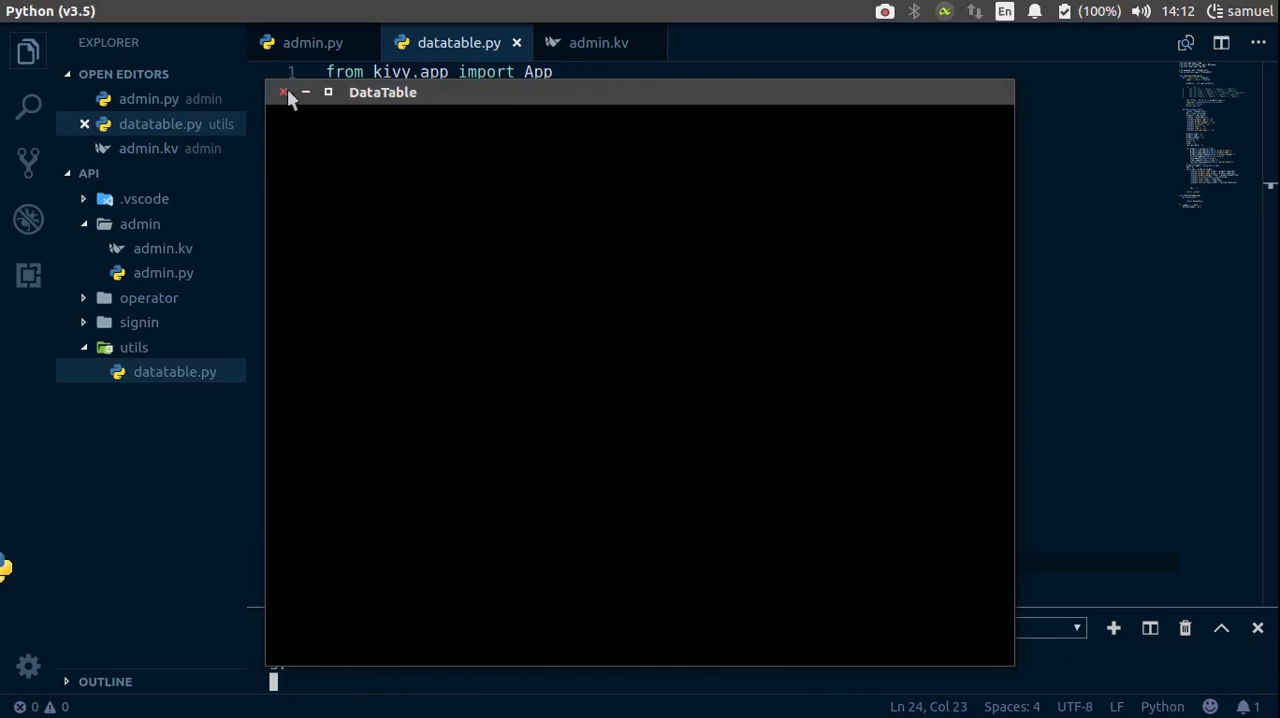 Python (v3.5)
En
(100%)
14:12
samuel
EXPLORER
OPEN EDITORS
admin.py admin
datatable.py utils
admin.kv admin
API
.vscode
admin
admin.kv
admin.py
operator
signin
utils
datatable.py
OUTLINE
admin.py
datatable.py
admin.kv
1 from kivy.app import App
DataTable
0 0
Ln 24, Col 23
Spaces: 4
UTF-8
LF
Python
1